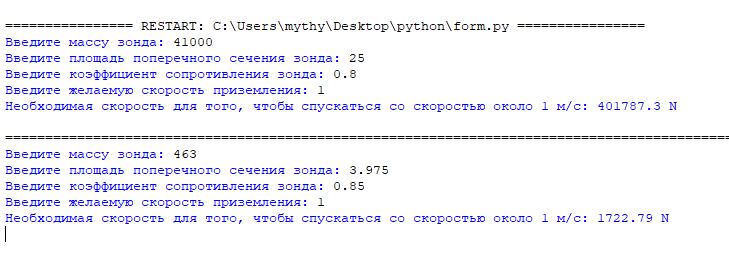 ================ RESTART: C:\Users\mythy\Desktop\python\form.py ================
Введите массу зонда: 41000
Введите площадь поперечного сечения зонда: 25
Введите коэффициент сопротивления зонда: 0.8
Введите желаемую скорость приземления: 1
Необходимая скорость для того, чтобы спускаться со скоростью около 1 м/с: 401787.3 N
===========================================================================================
Введите массу зонда: 463
Введите площадь поперечного сечения зонда: 3.975
Введите коэффициент сопротивления зонда: 0.85
Введите желаемую скорость приземления: 1
Необходимая скорость для того, чтобы спускаться со скоростью около 1 м/с: 1722.79 N